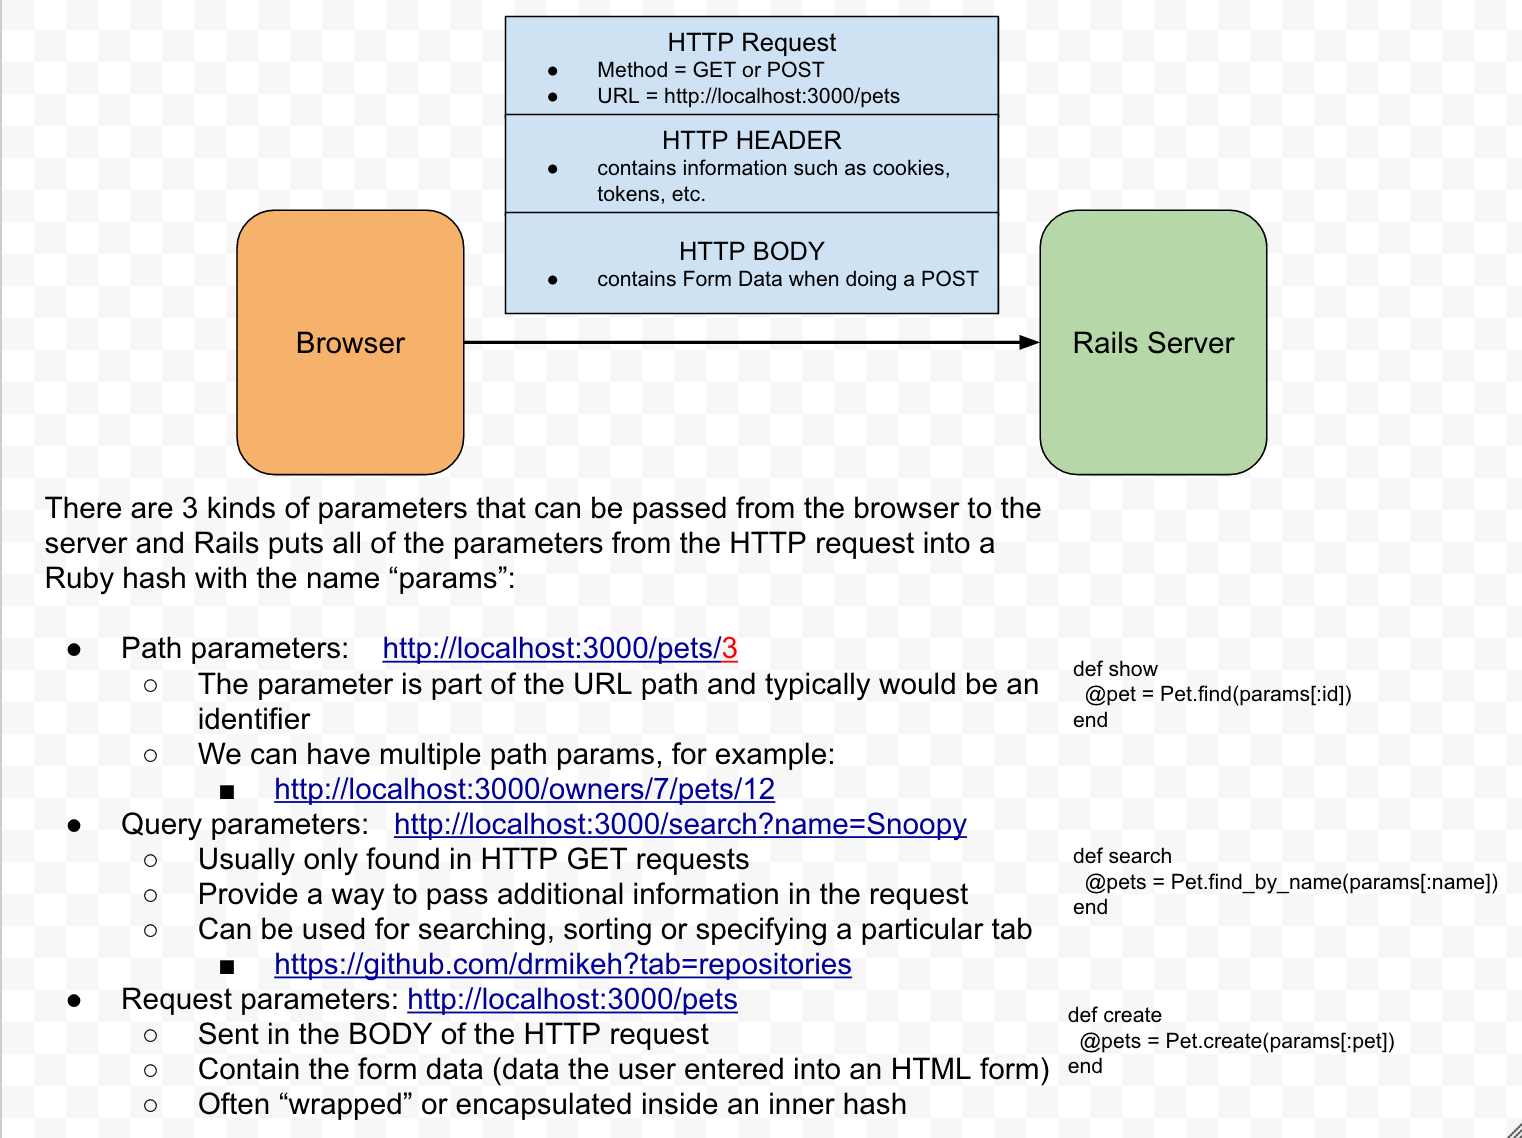 HTTP Request
● Method = GET or POST
● URL = http://localhost:3000/pets
HTTP HEADER
● contains information such as cookies,
tokens, etc.
HTTP BODY
● contains Form Data when doing a POST
Browser
Rails Server
There are 3 kinds of parameters that can be passed from the browser to the
server and Rails puts all of the parameters from the HTTP request into a
Ruby hash with the name “params”:
● Path parameters: http://localhost:3000/pets/3
○ The parameter is part of the URL path and typically would be an
identifier
○ We can have multiple path params, for example:
■ http://localhost:3000/owners/7/pets/12
def show
@pet = Pet.find(params[:id])
end
● Query parameters: http://localhost:3000/search?name=Snoopy
○ Usually only found in HTTP GET requests
○ Provide a way to pass additional information in the request
○ Can be used for searching, sorting or specifying a particular tab
■ https://github.com/drmikeh?tab=repositories
def search
@pets = Pet.find_by_name(params[:name])
end
● Request parameters: http://localhost:3000/pets
○ Sent in the BODY of the HTTP request
○ Contain the form data (data the user entered into an HTML form)
○ Often “wrapped” or encapsulated inside an inner hash
def create
@pets = Pet.create(params[:pet])
end